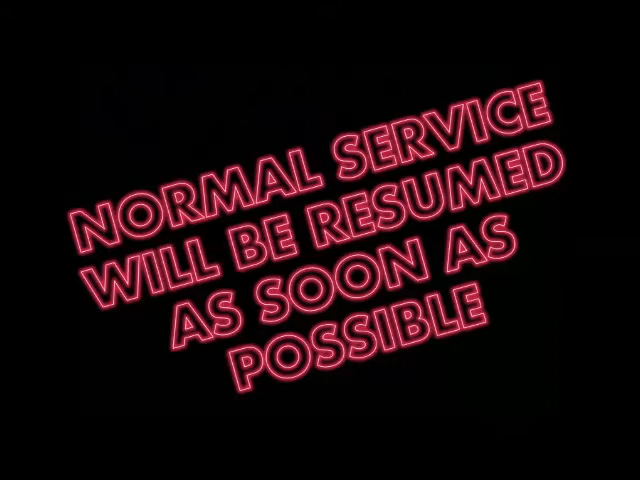 NORMAL SERVICE
WILL BE RESUMED
AS SOON AS
POSSIBLE